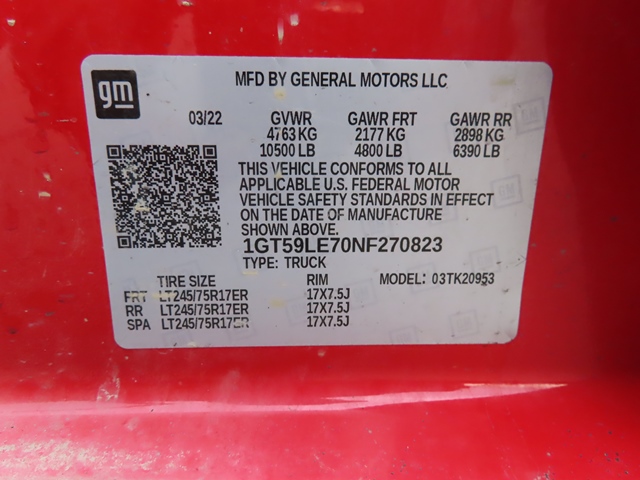 gm
MFD BY GENERAL MOTORS LLC
03/22 GVWR GAWR FRT GAWR RR
4763 KG 2177 KG 2898 KG
10500 LB 4800 LB 6390 LB
THIS VEHICLE CONFORMS TO ALL
APPLICABLE U.S. FEDERAL MOTOR
VEHICLE SAFETY STANDARDS IN EFFECT
ON THE DATE OF MANUFACTURE
SHOWN ABOVE.
1GT59LE70NF270823
TYPE: TRUCK MODEL: 03TK20953
TIRE SIZE RIM
FRT LT245/75R17ER 17X7.5J
RR LT245/75R17ER 17X7.5J
SPA LT245/75R17ER 17X7.5J